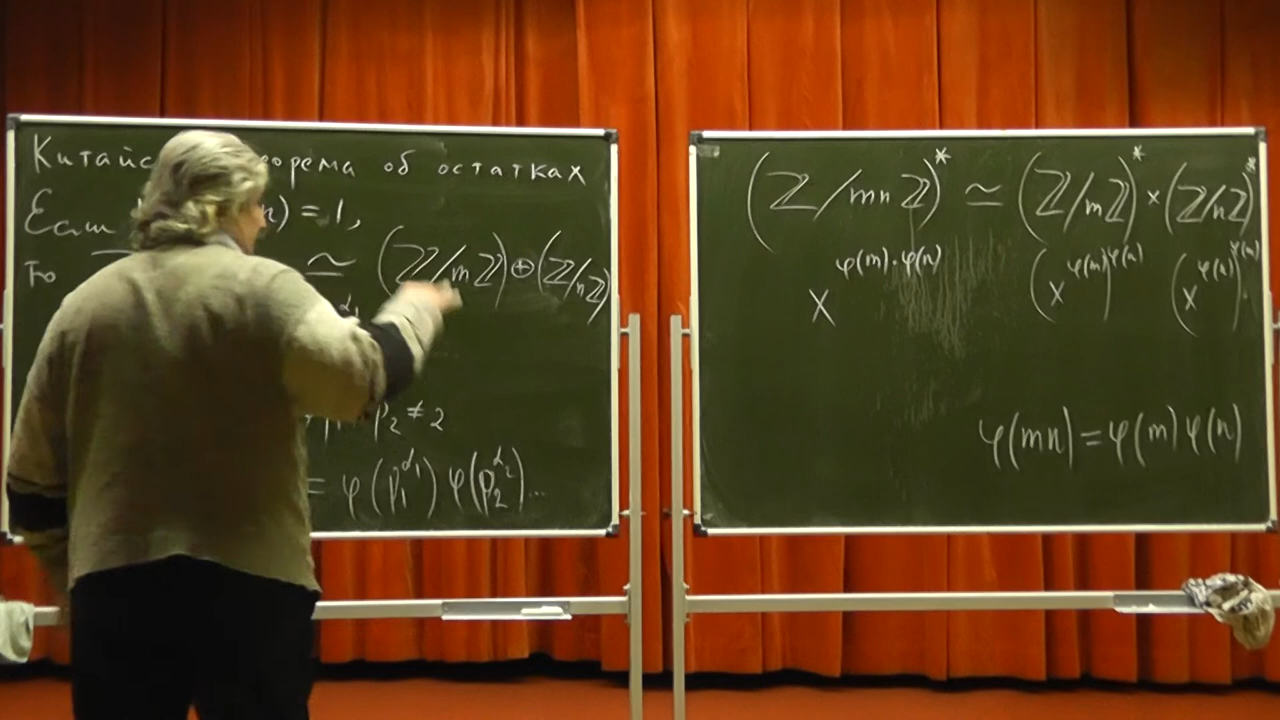 Китайс орема об остатках
Если ) = 1,
то ≃ (ℤ/mℤ) ⊕ (ℤ/nℤ)
p₂ ≠ 2
= φ(p₁^α₁) φ(p₂^α₂)...
(ℤ/mnℤ)* ≃ (ℤ/mℤ)* × (ℤ/nℤ)*
x^φ(m)·φ(n) (x^φ(m))^φ(n) (x^φ(n))^φ(m)
φ(mn) = φ(m) φ(n)